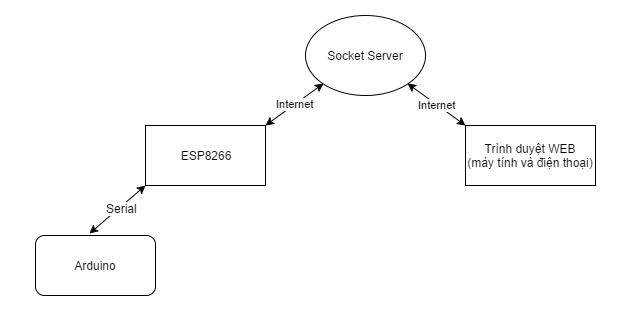 Socket Server
Internet
Internet
ESP8266
Trình duyệt WEB
(máy tính và điện thoại)
Serial
Arduino